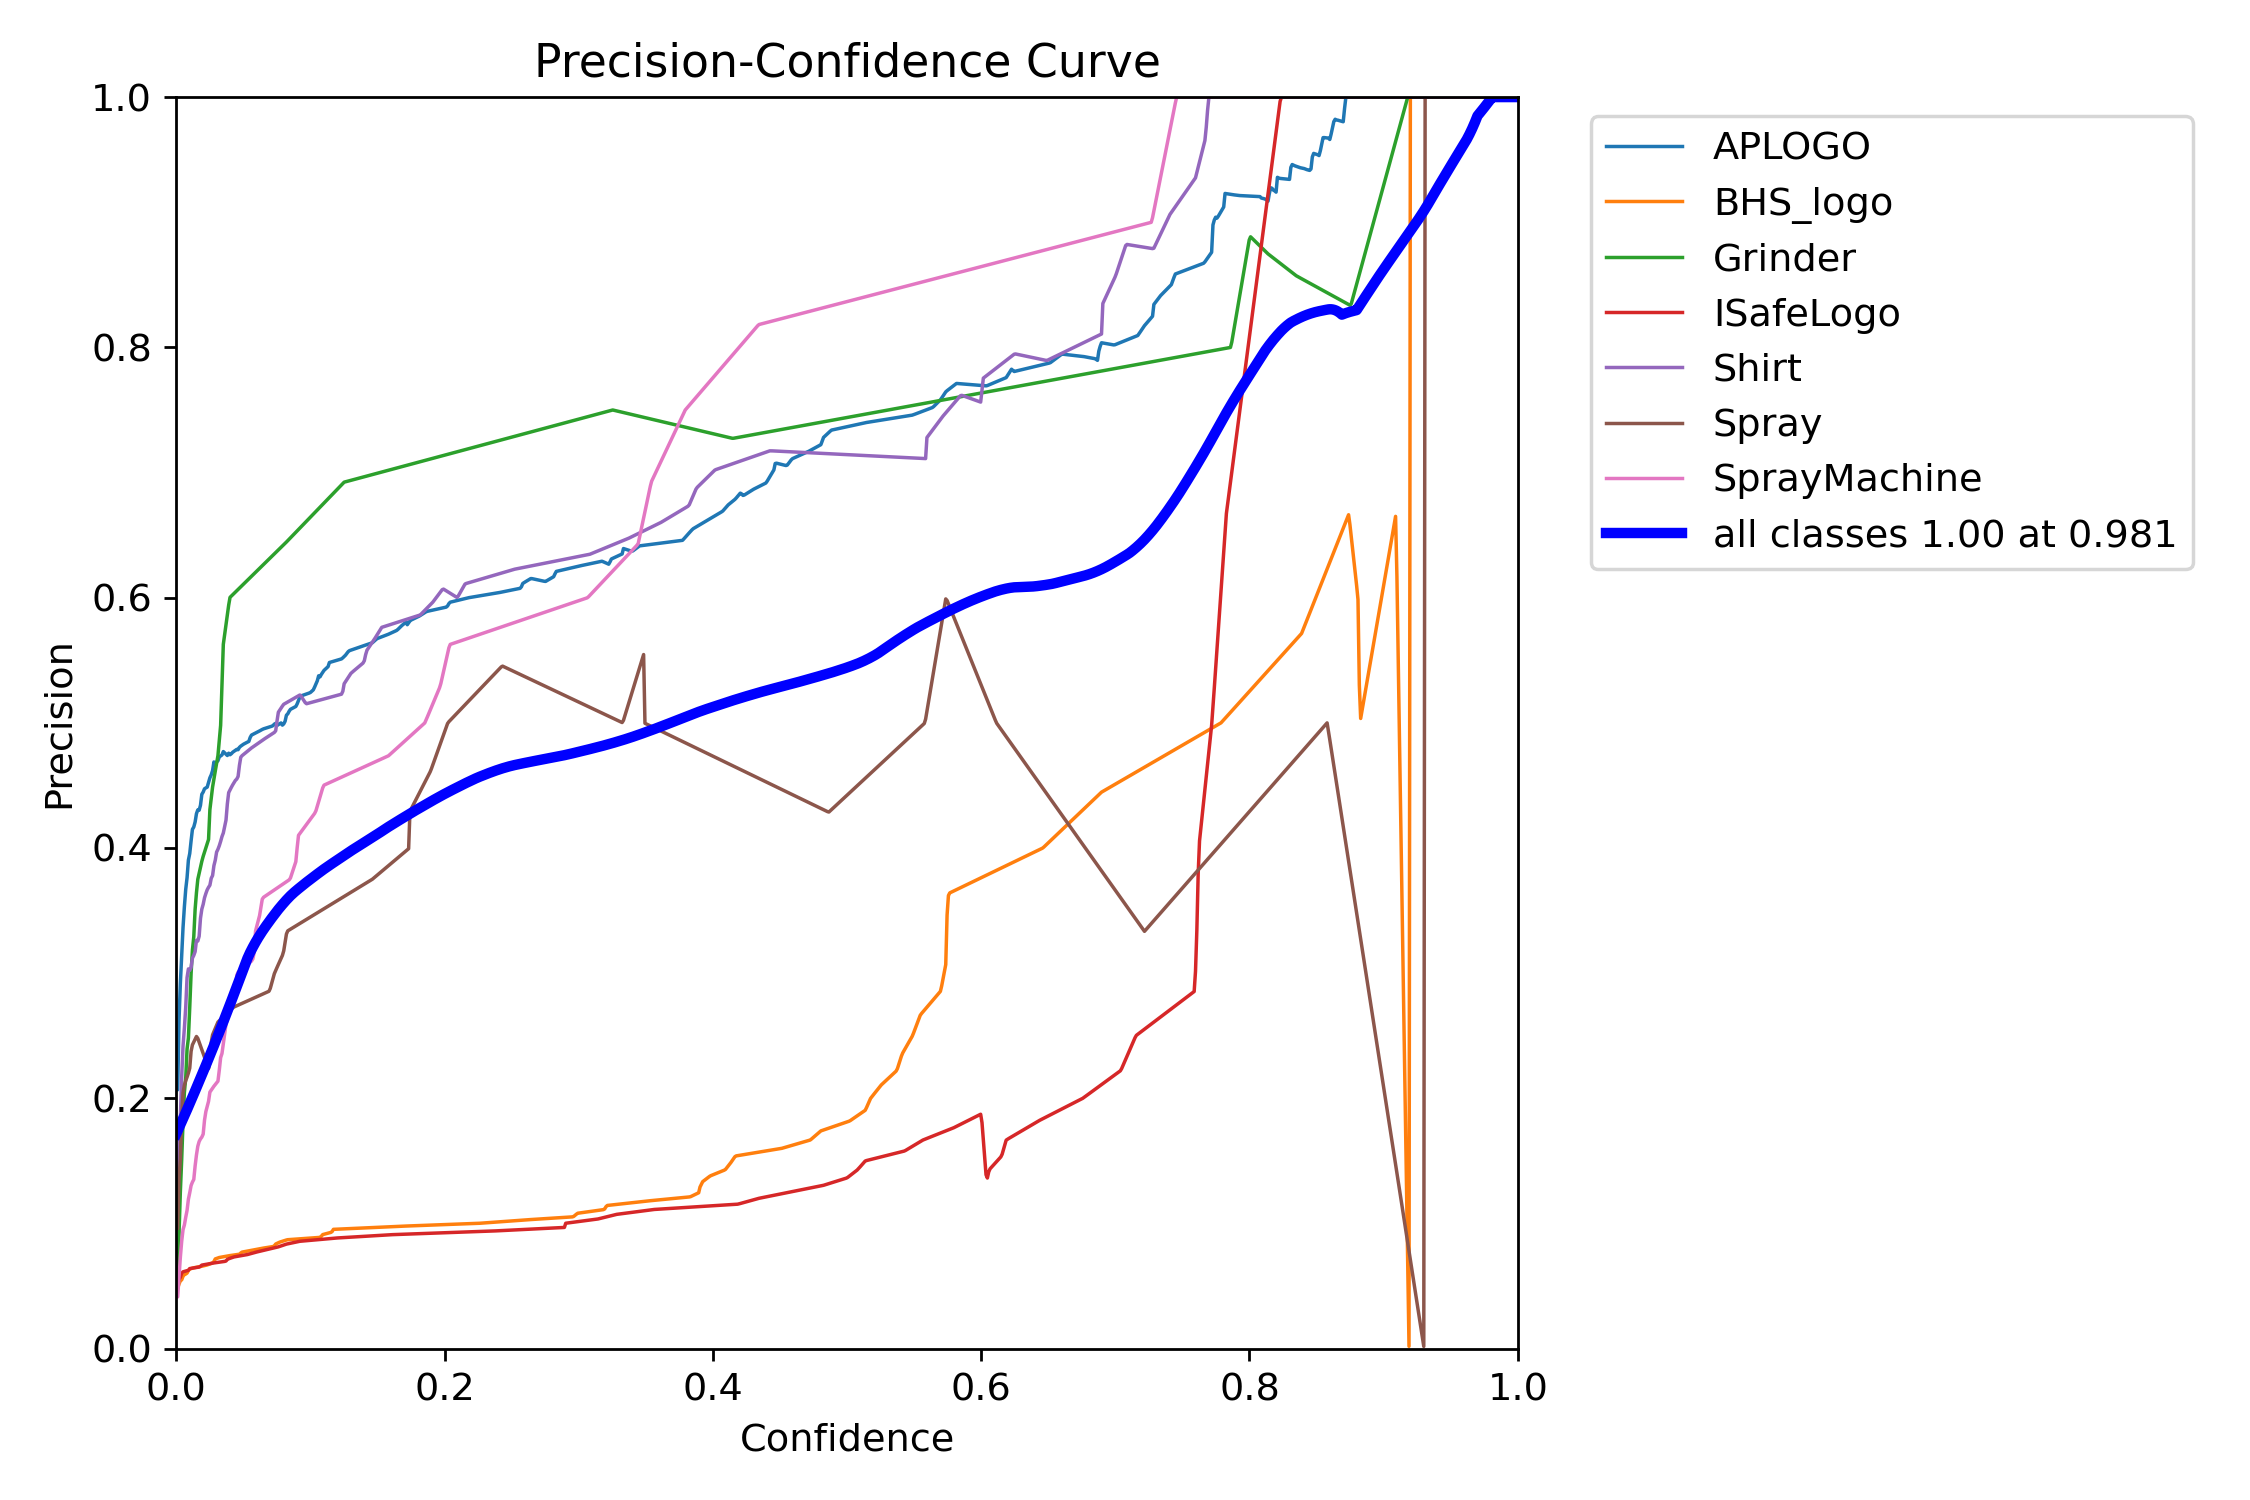 Precision-Confidence Curve
1.0
0.8
0.6
0.4
0.2
0.0
Precision
0.0 0.2 0.4 0.6 0.8 1.0
Confidence
APLOGO
BHS_logo
Grinder
ISafeLogo
Shirt
Spray
SprayMachine
all classes 1.00 at 0.981